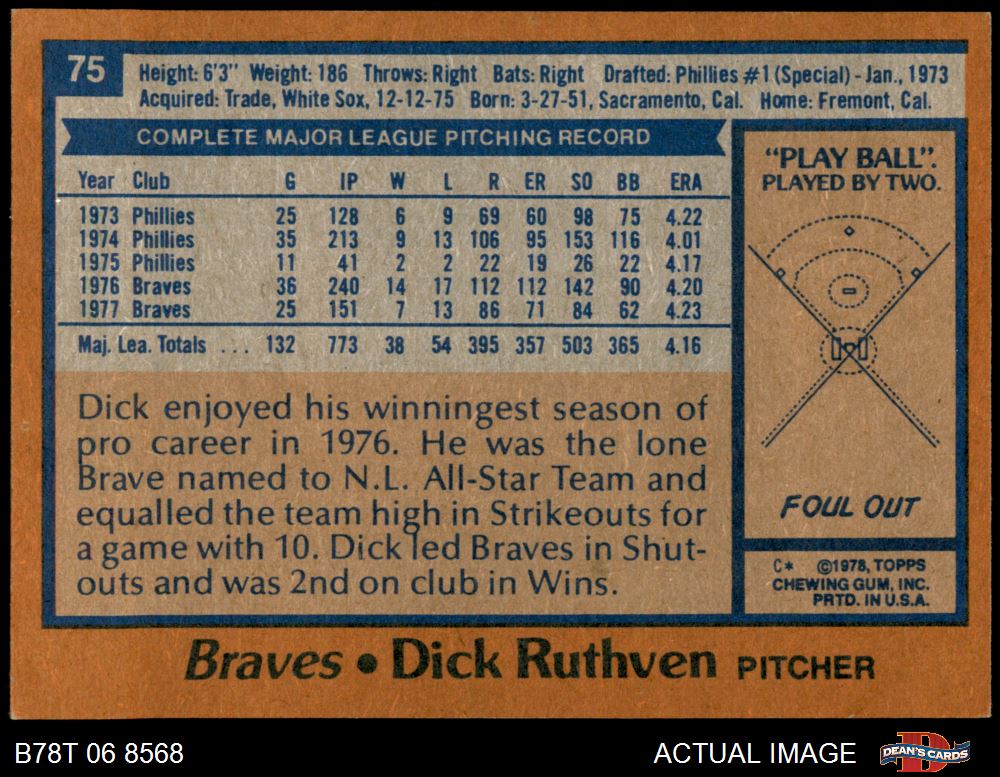 75
Height: 6'3" Weight: 186 Throws: Right Bats: Right Drafted: Phillies #1 (Special) - Jan., 1973
Acquired: Trade, White Sox, 12-12-75 Born: 3-27-51, Sacramento, Cal. Home: Fremont, Cal.
COMPLETE MAJOR LEAGUE PITCHING RECORD
Year Club G IP W L R ER SO BB ERA
1973 Phillies 25 128 6 9 69 60 98 75 4.22
1974 Phillies 35 213 9 13 106 95 153 116 4.01
1975 Phillies 11 41 2 2 22 19 26 22 4.17
1976 Braves 36 240 14 17 112 112 142 90 4.20
1977 Braves 25 151 7 13 86 71 84 62 4.23
Maj. Lea. Totals ... 132 773 38 54 395 357 503 365 4.16
Dick enjoyed his winningest season of
pro career in 1976. He was the lone
Brave named to N.L. All-Star Team and
equalled the team high in Strikeouts for
a game with 10. Dick led Braves in Shut-
outs and was 2nd on club in Wins.
"PLAY BALL".
PLAYED BY TWO.
FOUL OUT
C* ©1978, TOPPS
CHEWING GUM, INC.
PRTD. IN U.S.A.
Braves • Dick Ruthven PITCHER
B78T 06 8568
ACTUAL IMAGE
DEAN'S CARDS